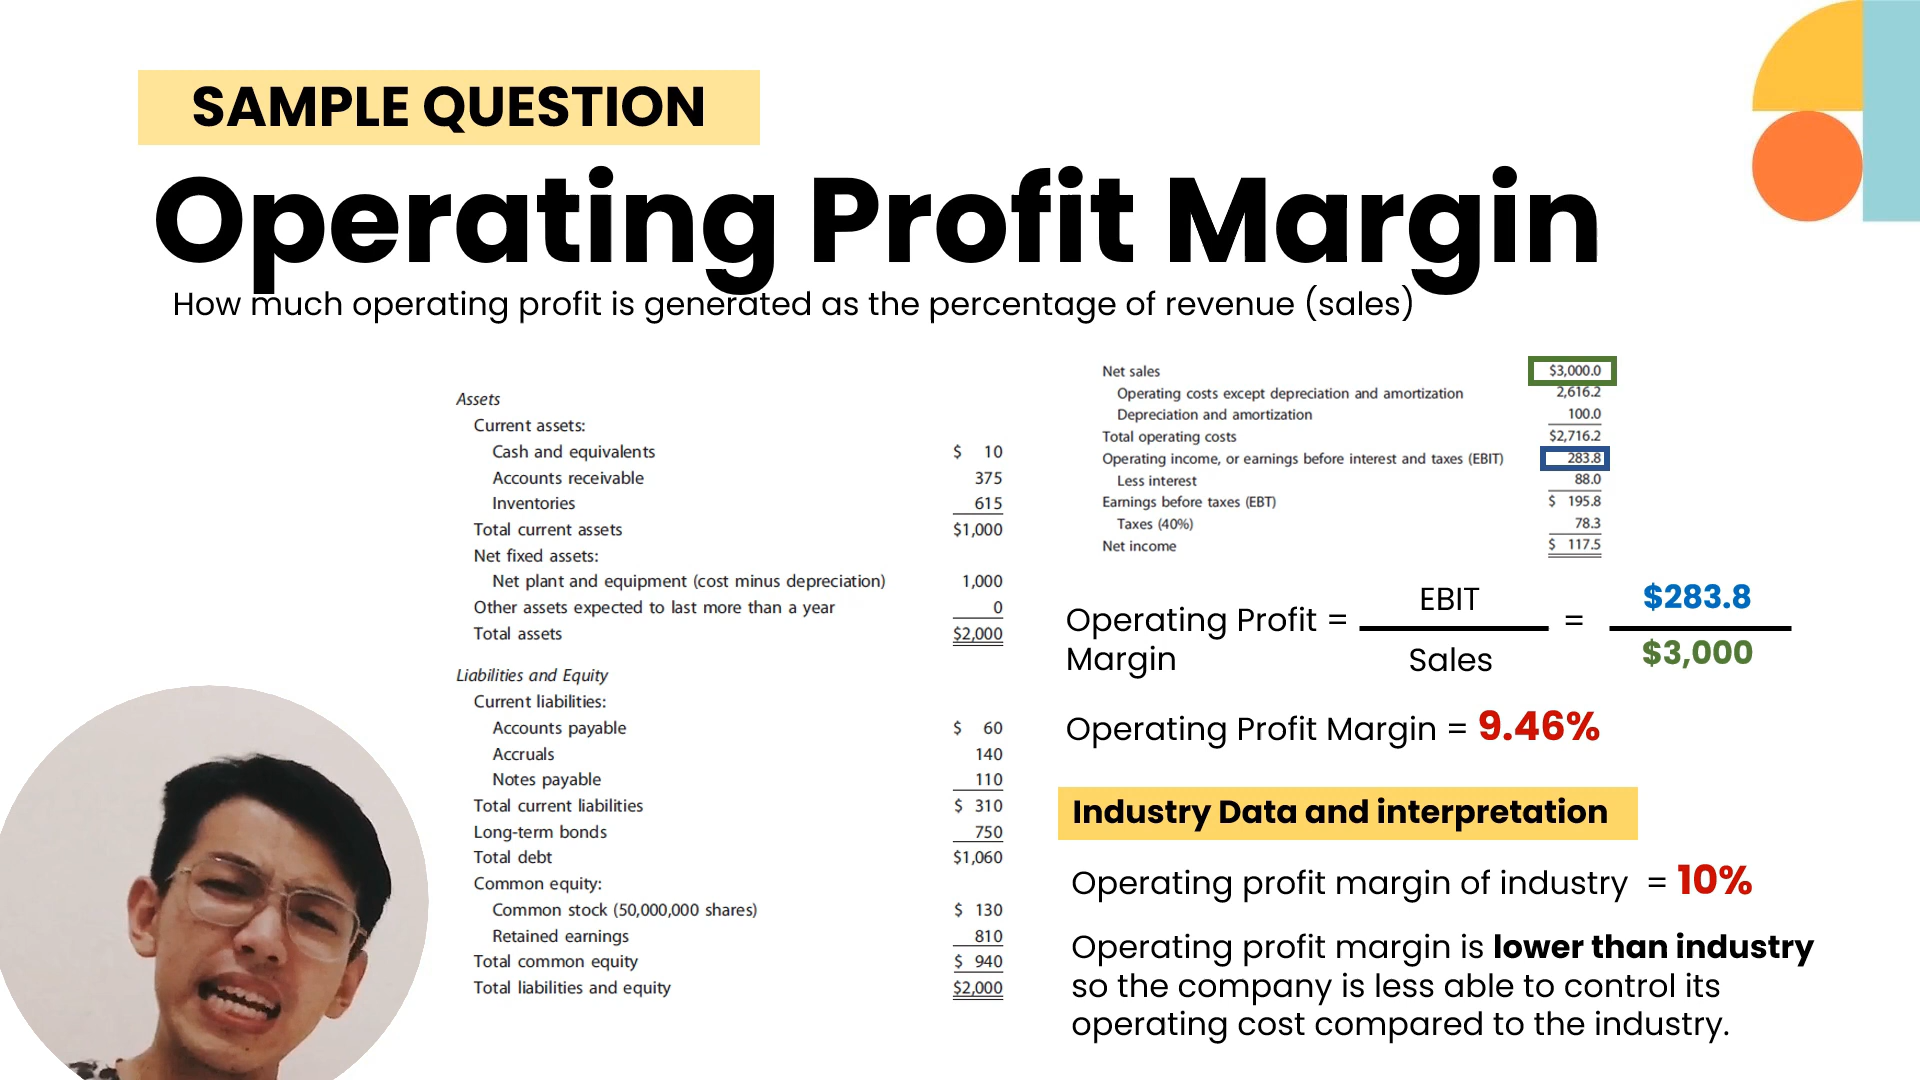 SAMPLE QUESTION
Operating Profit Margin
How much operating profit is generated as the percentage of revenue (sales)
Assets
Current assets:
Cash and equivalents $ 10
Accounts receivable 375
Inventories 615
Total current assets $1,000
Net fixed assets:
Net plant and equipment (cost minus depreciation) 1,000
Other assets expected to last more than a year 0
Total assets $2,000
Liabilities and Equity
Current liabilities:
Accounts payable $ 60
Accruals 140
Notes payable 110
Total current liabilities $ 310
Long-term bonds 750
Total debt $1,060
Common equity:
Common stock (50,000,000 shares) $ 130
Retained earnings 810
Total common equity $ 940
Total liabilities and equity $2,000
Net sales $3,000.0
Operating costs except depreciation and amortization 2,616.2
Depreciation and amortization 100.0
Total operating costs $2,716.2
Operating income, or earnings before interest and taxes (EBIT) 283.8
Less interest 88.0
Earnings before taxes (EBT) $ 195.8
Taxes (40%) 78.3
Net income $ 117.5
Operating Profit = EBIT = $283.8
Margin Sales $3,000
Operating Profit Margin = 9.46%
Industry Data and interpretation
Operating profit margin of industry = 10%
Operating profit margin is lower than industry
so the company is less able to control its
operating cost compared to the industry.